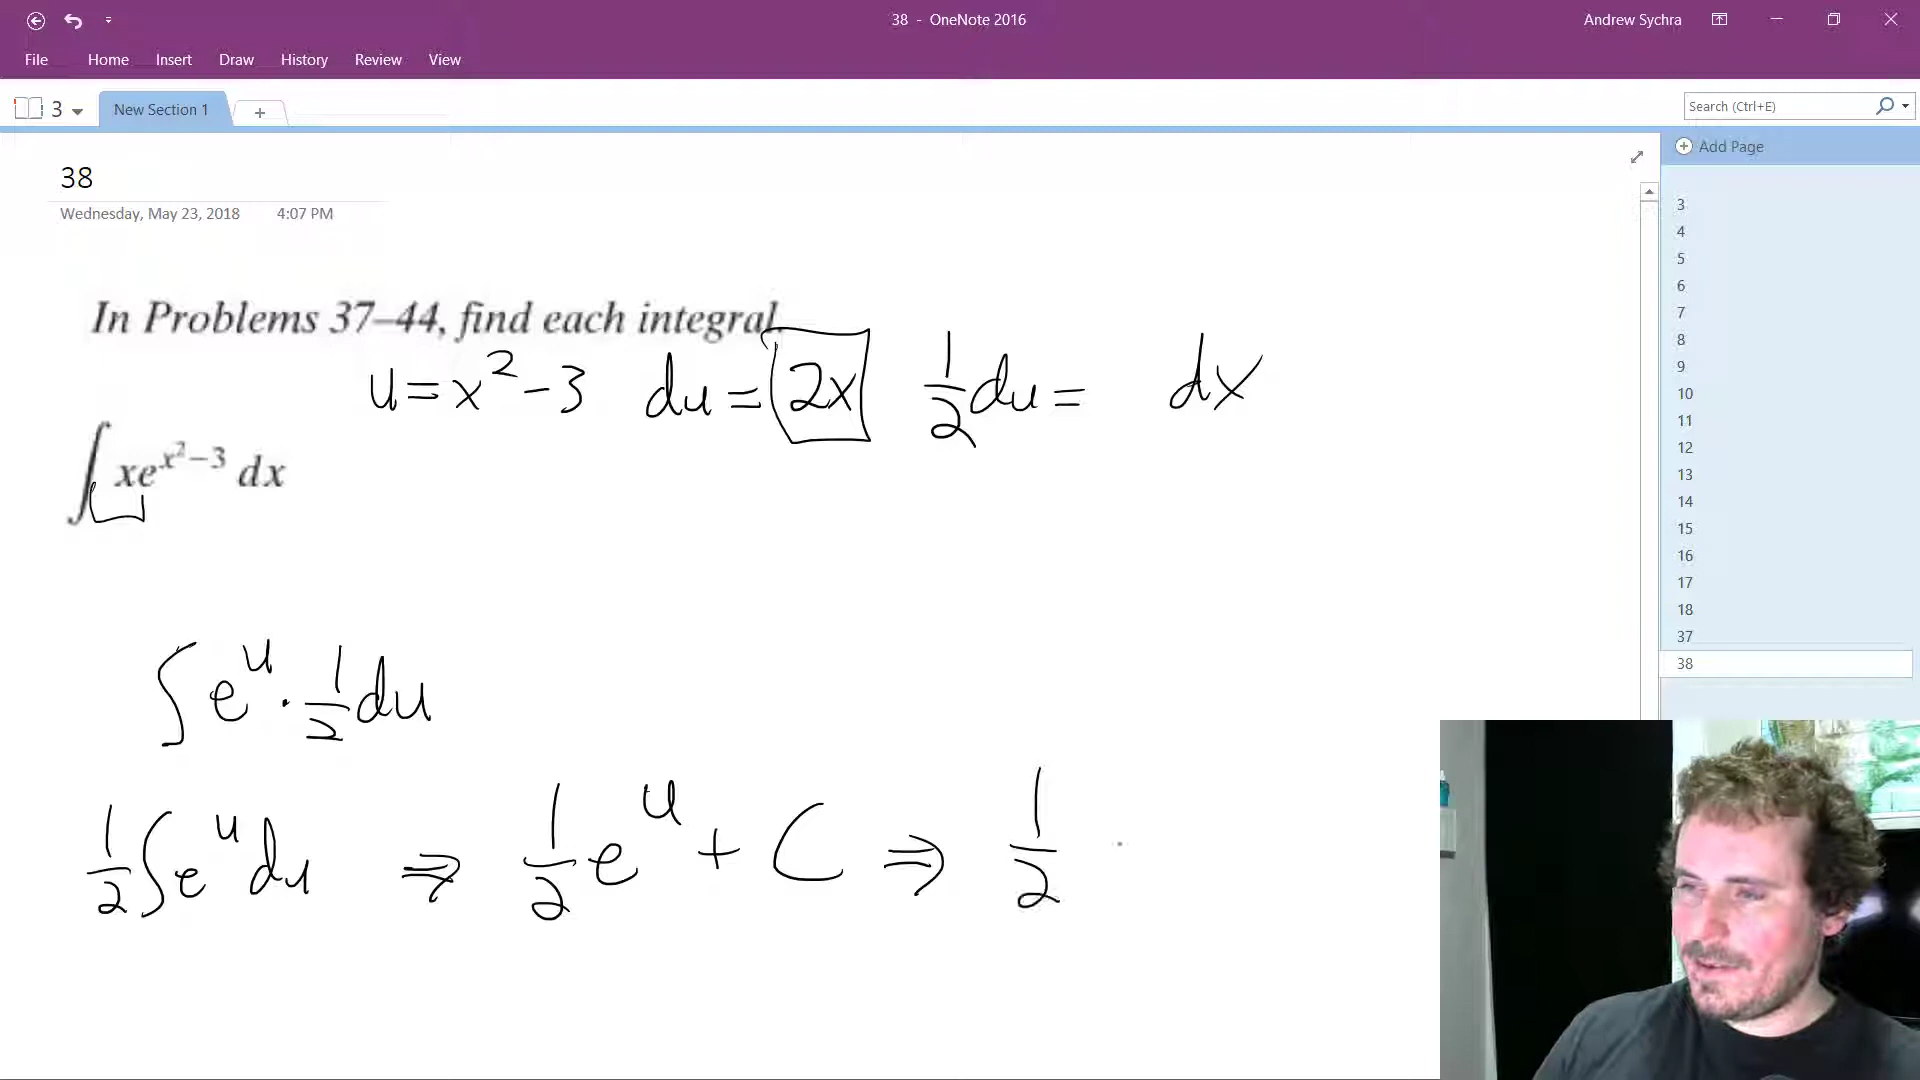 38 - OneNote 2016
Andrew Sychra
File Home Insert Draw History Review View
3 New Section 1 +
Search (Ctrl+E)
Add Page
38
Wednesday, May 23, 2018 4:07 PM
In Problems 37–44, find each integral.
u = x² - 3 du = 2x ½ du = dx
∫ xe^{x²−3} dx
∫ e^u · ½ du
½ ∫ e^u du ⇒ ½ e^u + C ⇒ ½
3
4
5
6
7
8
9
10
11
12
13
14
15
16
17
18
37
38